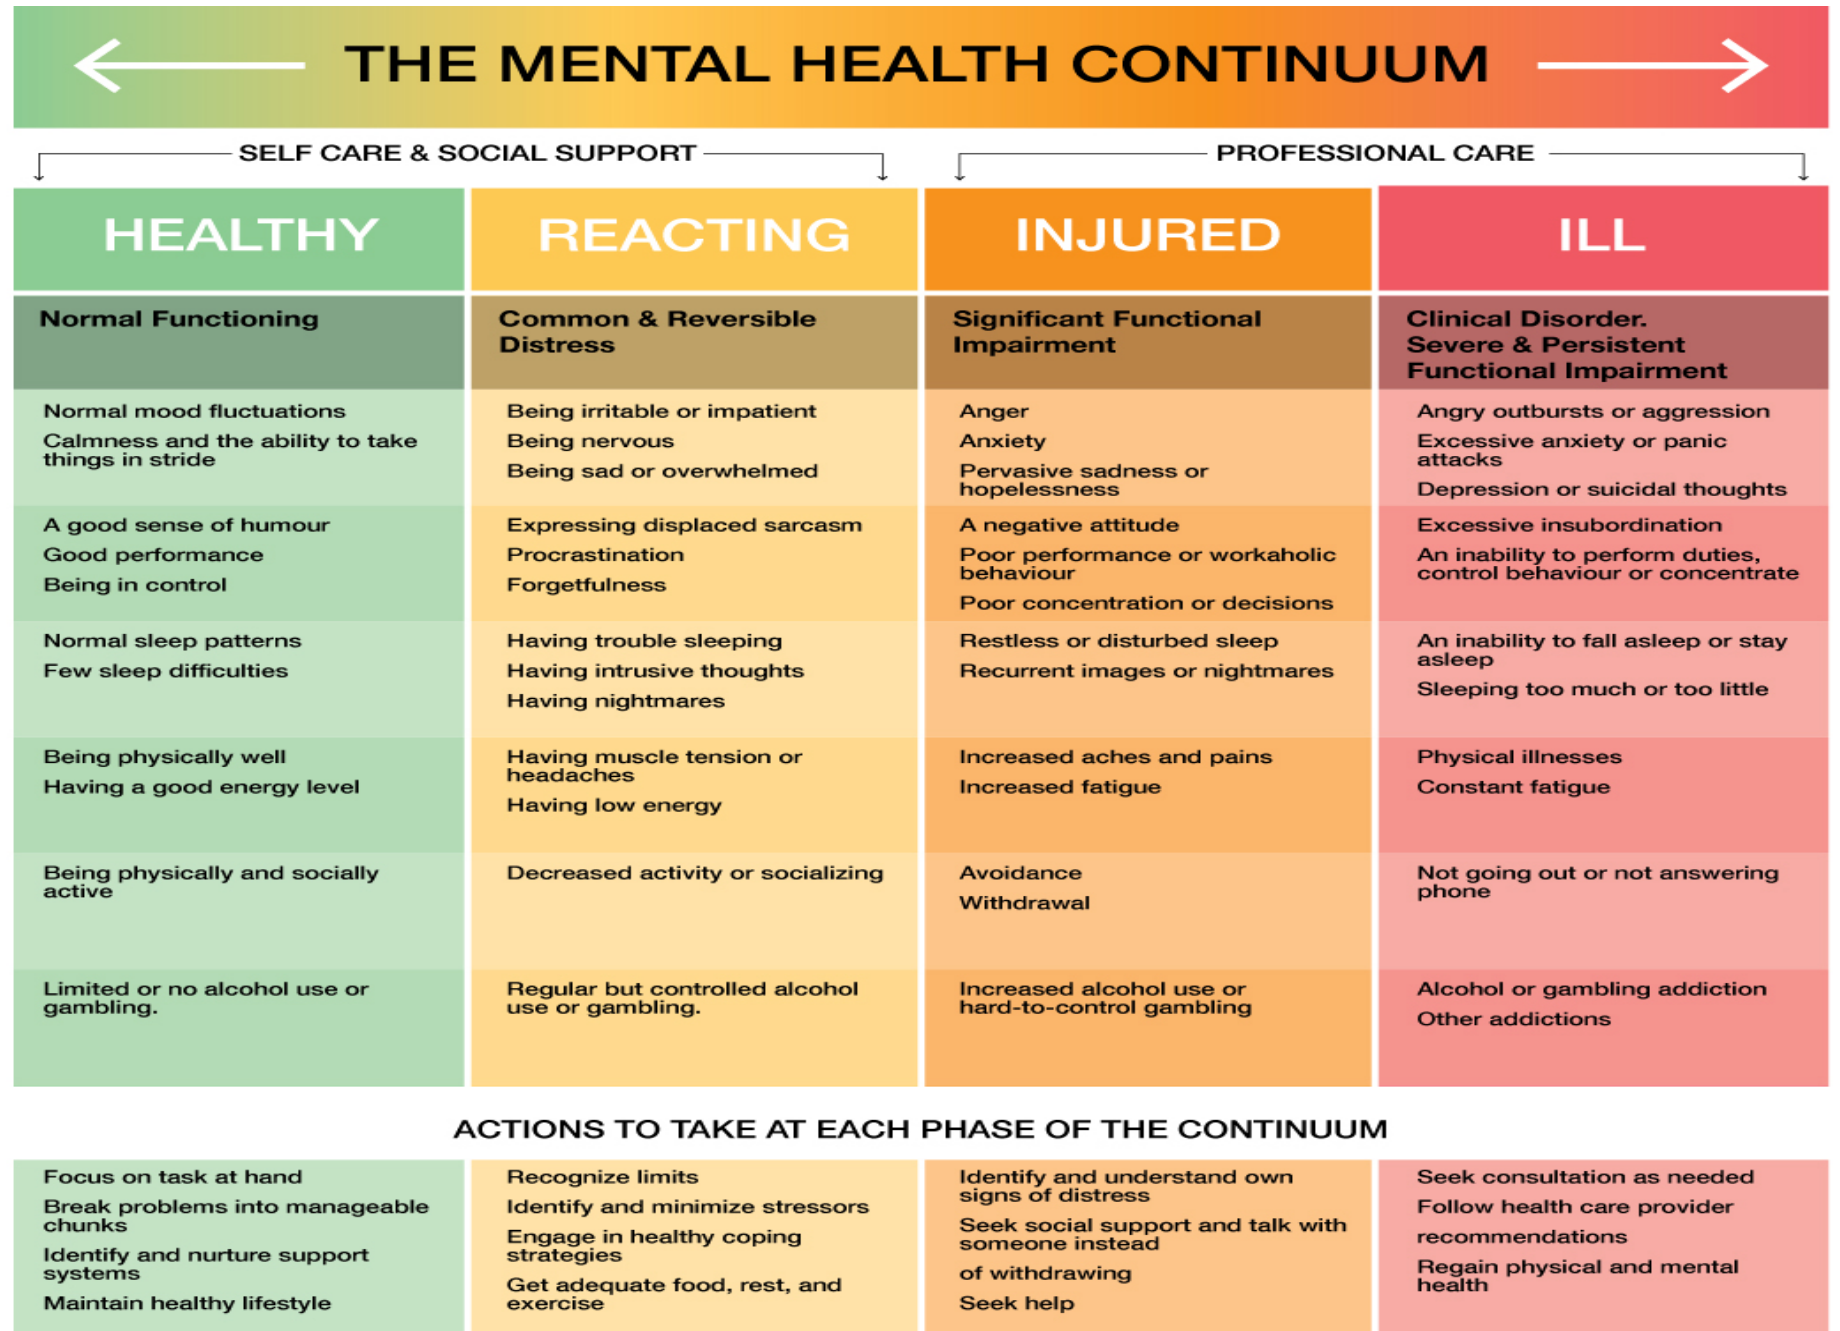 THE MENTAL HEALTH CONTINUUM
SELF CARE & SOCIAL SUPPORT
PROFESSIONAL CARE
HEALTHY
Normal Functioning
Normal mood fluctuations
Calmness and the ability to take
things in stride
A good sense of humour
Good performance
Being in control
Normal sleep patterns
Few sleep difficulties
Being physically well
Having a good energy level
Being physically and socially
active
Limited or no alcohol use or
gambling.
REACTING
Common & Reversible
Distress
Being irritable or impatient
Being nervous
Being sad or overwhelmed
Expressing displaced sarcasm
Procrastination
Forgetfulness
Having trouble sleeping
Having intrusive thoughts
Having nightmares
Having muscle tension or
headaches
Having low energy
Decreased activity or socializing
Regular but controlled alcohol
use or gambling.
INJURED
Significant Functional
Impairment
Anger
Anxiety
Pervasive sadness or
hopelessness
A negative attitude
Poor performance or workaholic
behaviour
Poor concentration or decisions
Restless or disturbed sleep
Recurrent images or nightmares
Increased aches and pains
Increased fatigue
Avoidance
Withdrawal
Increased alcohol use or
hard-to-control gambling
ILL
Clinical Disorder.
Severe & Persistent
Functional Impairment
Angry outbursts or aggression
Excessive anxiety or panic
attacks
Depression or suicidal thoughts
Excessive insubordination
An inability to perform duties,
control behaviour or concentrate
An inability to fall asleep or stay
asleep
Sleeping too much or too little
Physical illnesses
Constant fatigue
Not going out or not answering
phone
Alcohol or gambling addiction
Other addictions
ACTIONS TO TAKE AT EACH PHASE OF THE CONTINUUM
Focus on task at hand
Break problems into manageable
chunks
Identify and nurture support
systems
Maintain healthy lifestyle
Recognize limits
Identify and minimize stressors
Engage in healthy coping
strategies
Get adequate food, rest, and
exercise
Identify and understand own
signs of distress
Seek social support and talk with
someone instead
of withdrawing
Seek help
Seek consultation as needed
Follow health care provider
recommendations
Regain physical and mental
health